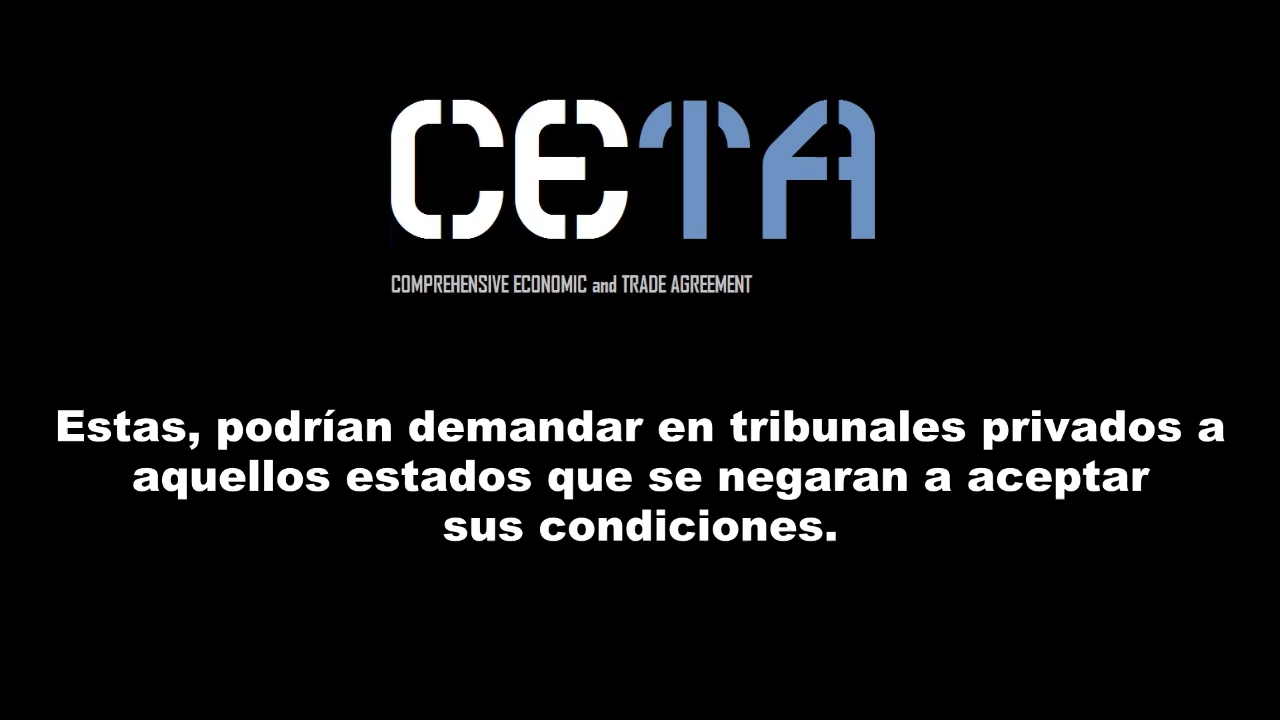 CETA
COMPREHENSIVE ECONOMIC and TRADE AGREEMENT
Estas, podrían demandar en tribunales privados a
aquellos estados que se negaran a aceptar
sus condiciones.